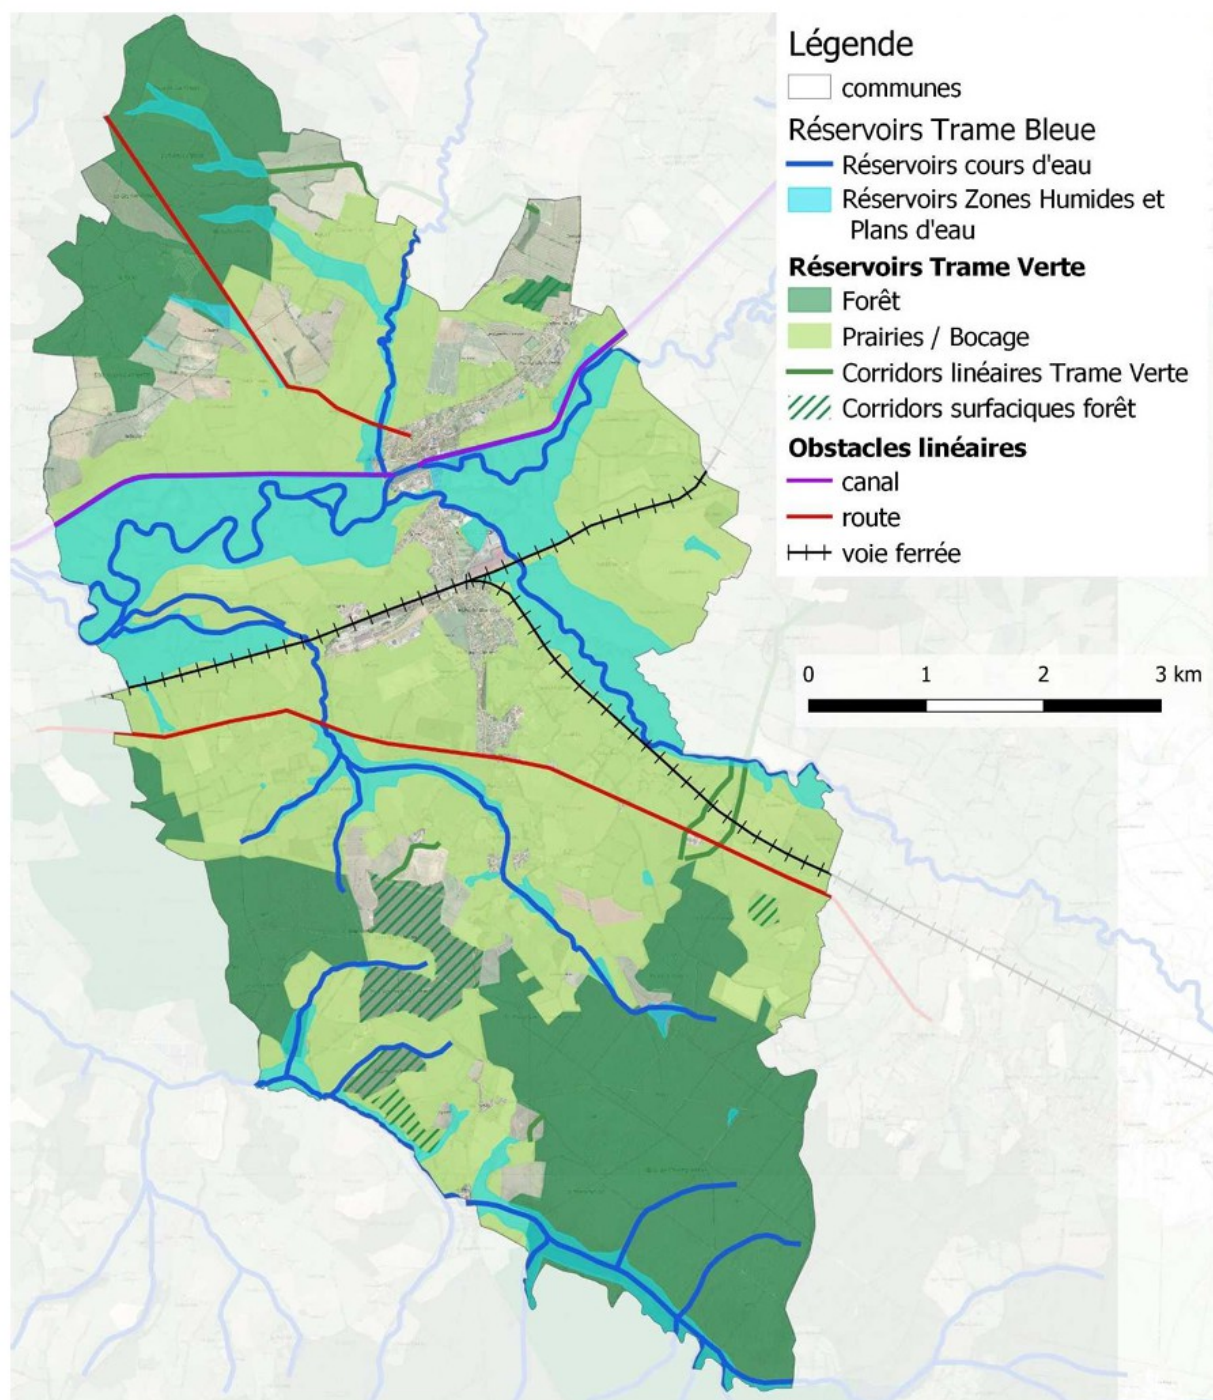 Légende
communes
Réservoirs Trame Bleue
Réservoirs cours d'eau
Réservoirs Zones Humides et
Plans d'eau
Réservoirs Trame Verte
Forêt
Prairies / Bocage
Corridors linéaires Trame Verte
Corridors surfaciques forêt
Obstacles linéaires
canal
route
voie ferrée
0 1 2 3 km